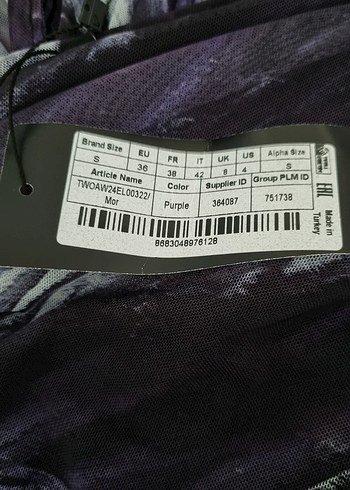 Brand Size EU FR IT UK US Alpha Size
S 36 38 42 8 4 S
Article Name Color Supplier ID Group PLM ID
TWOAW24EL00322/
Mor Purple 364087 751738
8683048976128
EAC
Made in
Turkey